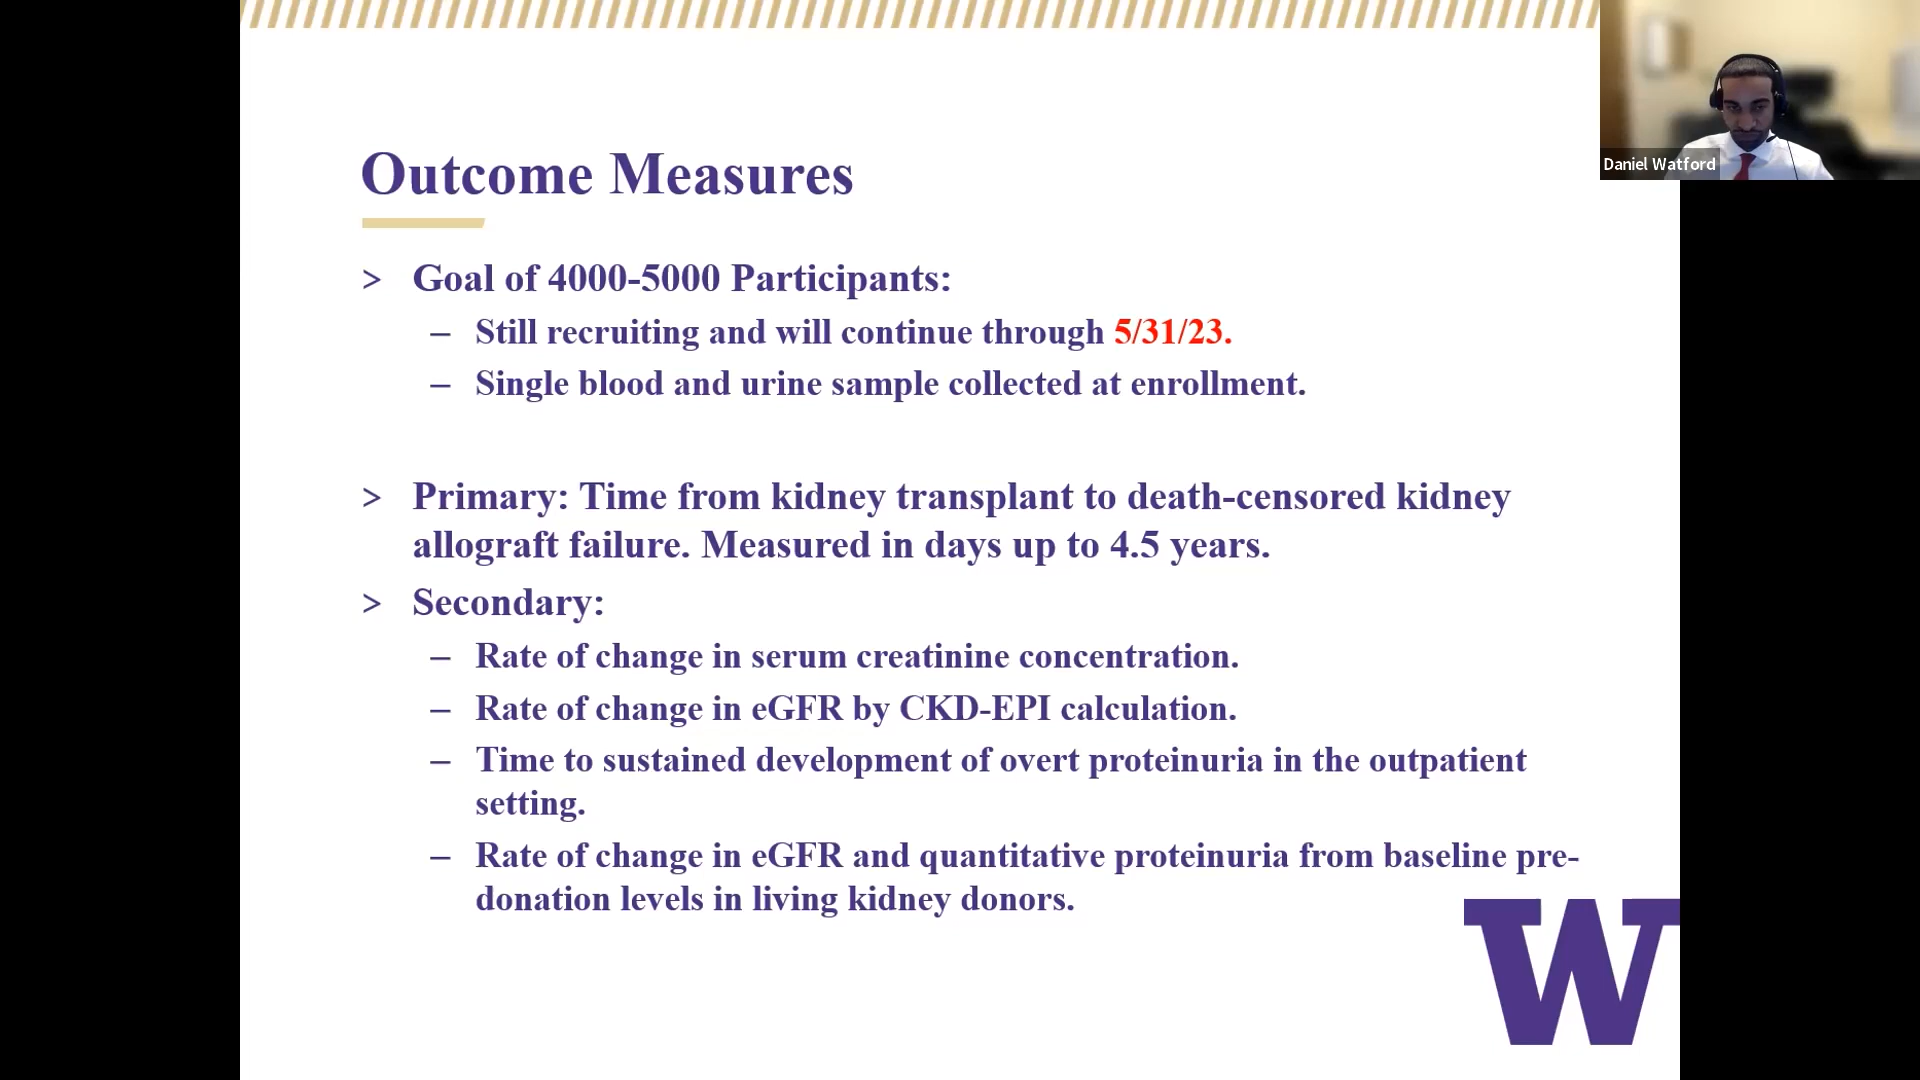 Outcome Measures
> Goal of 4000-5000 Participants:
– Still recruiting and will continue through 5/31/23.
– Single blood and urine sample collected at enrollment.
> Primary: Time from kidney transplant to death-censored kidney
allograft failure. Measured in days up to 4.5 years.
> Secondary:
– Rate of change in serum creatinine concentration.
– Rate of change in eGFR by CKD-EPI calculation.
– Time to sustained development of overt proteinuria in the outpatient
setting.
– Rate of change in eGFR and quantitative proteinuria from baseline pre-
donation levels in living kidney donors.
W
Daniel Watford